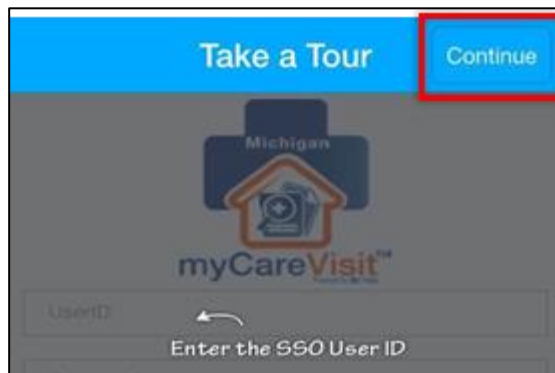 Take a Tour Continue
Michigan
myCareVisit™
UserID
Enter the SSO User ID